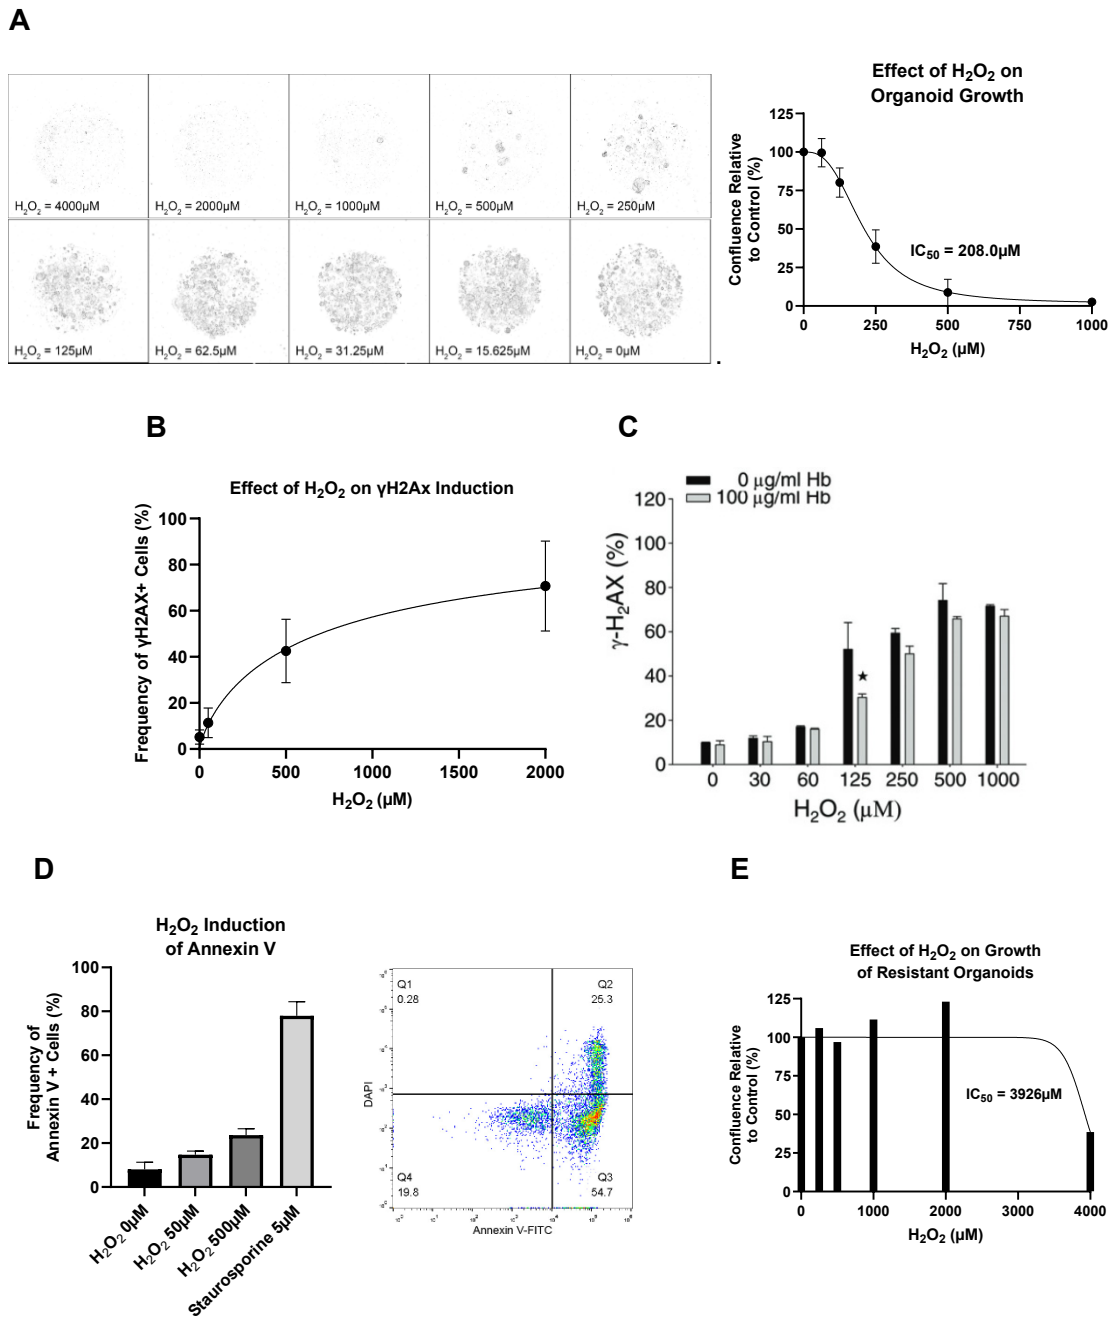 A
H₂O₂ = 4000µM
H₂O₂ = 2000µM
H₂O₂ = 1000µM
H₂O₂ = 500µM
H₂O₂ = 250µM
H₂O₂ = 125µM
H₂O₂ = 62.5µM
H₂O₂ = 31.25µM
H₂O₂ = 15.625µM
H₂O₂ = 0µM
.
Effect of H₂O₂ on
Organoid Growth
Confluence Relative
to Control (%)
125
100
75
50
25
0
IC₅₀ = 208.0µM
0 250 500 750 1000
H₂O₂ (µM)
B
Effect of H₂O₂ on γH2Ax Induction
Frequency of γH2AX+ Cells (%)
100
80
60
40
20
0
0 500 1000 1500 2000
H₂O₂ (µM)
C
0 µg/ml Hb
100 µg/ml Hb
γ-H₂AX (%)
120
100
80
60
40
20
0
★
0 30 60 125 250 500 1000
H₂O₂ (µM)
D
H₂O₂ Induction
of Annexin V
Frequency of
Annexin V + Cells (%)
100
80
60
40
20
0
H₂O₂ 0µM
H₂O₂ 50µM
H₂O₂ 500µM
Staurosporine 5µM
Q1
0.28
Q2
25.3
DAPI
Q4
19.8
Q3
54.7
Annexin V-FITC
E
Effect of H₂O₂ on Growth
of Resistant Organoids
Confluence Relative
to Control (%)
125
100
75
50
25
0
IC₅₀ = 3926µM
0 1000 2000 3000 4000
H₂O₂ (µM)